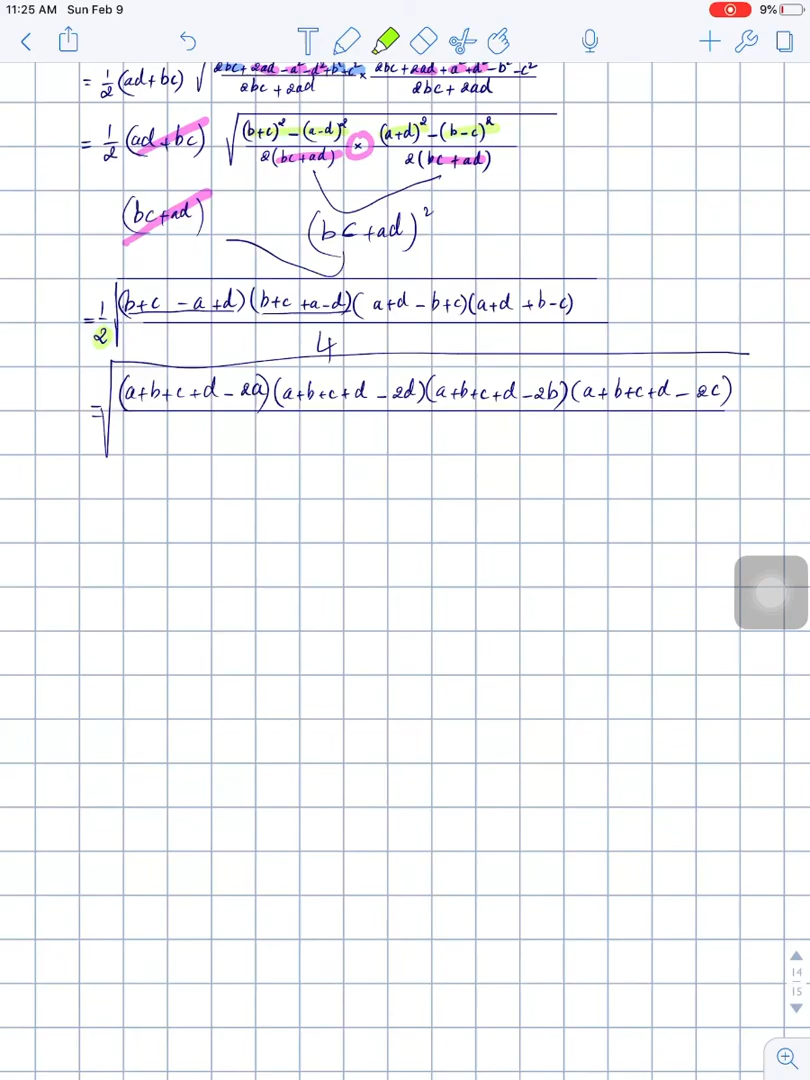 11:25 AM Sun Feb 9 9%
= 1/2 (ad+bc) √ (2bc + 2ad - a² - d² + b² + c²)/(2bc + 2ad) × (2bc + 2ad + a² + d² - b² - c²)/(2bc + 2ad)
= 1/2 (ad+bc) √ ((b+c)² - (a-d)²)/(2(bc+ad)) × ((a+d)² - (b-c)²)/(2(bc+ad))
(bc+ad) (bc+ad)²
= 1/2 √ (b+c -a+d)(b+c +a-d)(a+d -b+c)(a+d +b-c)/4
= √ (a+b+c+d-2a)(a+b+c+d-2d)(a+b+c+d-2b)(a+b+c+d-2c)
14
15